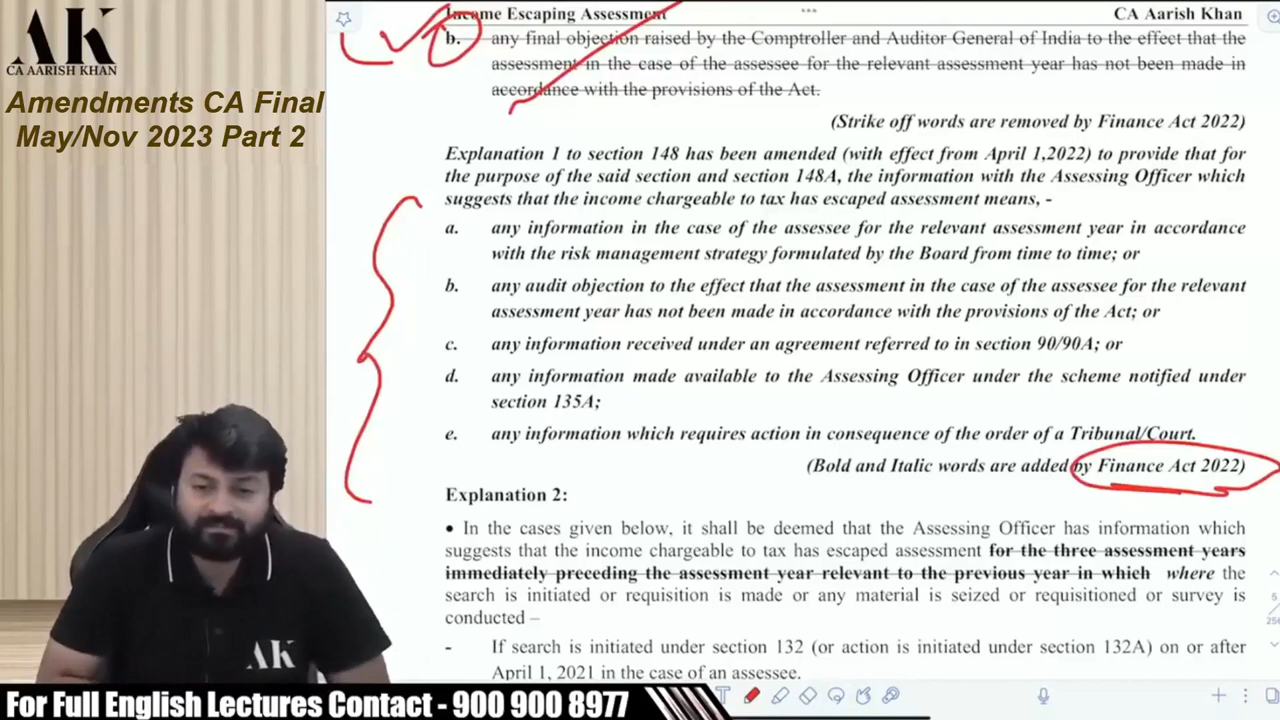 AK
CA AARISH KHAN
Amendments CA Final
May/Nov 2023 Part 2
Income Escaping Assessment
CA Aarish Khan
b. any final objection raised by the Comptroller and Auditor General of India to the effect that the
assessment in the case of the assessee for the relevant assessment year has not been made in
accordance with the provisions of the Act.
(Strike off words are removed by Finance Act 2022)
Explanation 1 to section 148 has been amended (with effect from April 1,2022) to provide that for
the purpose of the said section and section 148A, the information with the Assessing Officer which
suggests that the income chargeable to tax has escaped assessment means, -
a. any information in the case of the assessee for the relevant assessment year in accordance
with the risk management strategy formulated by the Board from time to time; or
b. any audit objection to the effect that the assessment in the case of the assessee for the relevant
assessment year has not been made in accordance with the provisions of the Act; or
c. any information received under an agreement referred to in section 90/90A; or
d. any information made available to the Assessing Officer under the scheme notified under
section 135A;
e. any information which requires action in consequence of the order of a Tribunal/Court.
(Bold and Italic words are added by Finance Act 2022)
Explanation 2:
• In the cases given below, it shall be deemed that the Assessing Officer has information which
suggests that the income chargeable to tax has escaped assessment for the three assessment years
immediately preceding the assessment year relevant to the previous year in which where the
search is initiated or requisition is made or any material is seized or requisitioned or survey is
conducted –
- If search is initiated under section 132 (or action is initiated under section 132A) on or after
April 1, 2021 in the case of an assessee.
5
256
AK
For Full English Lectures Contact - 900 900 8977